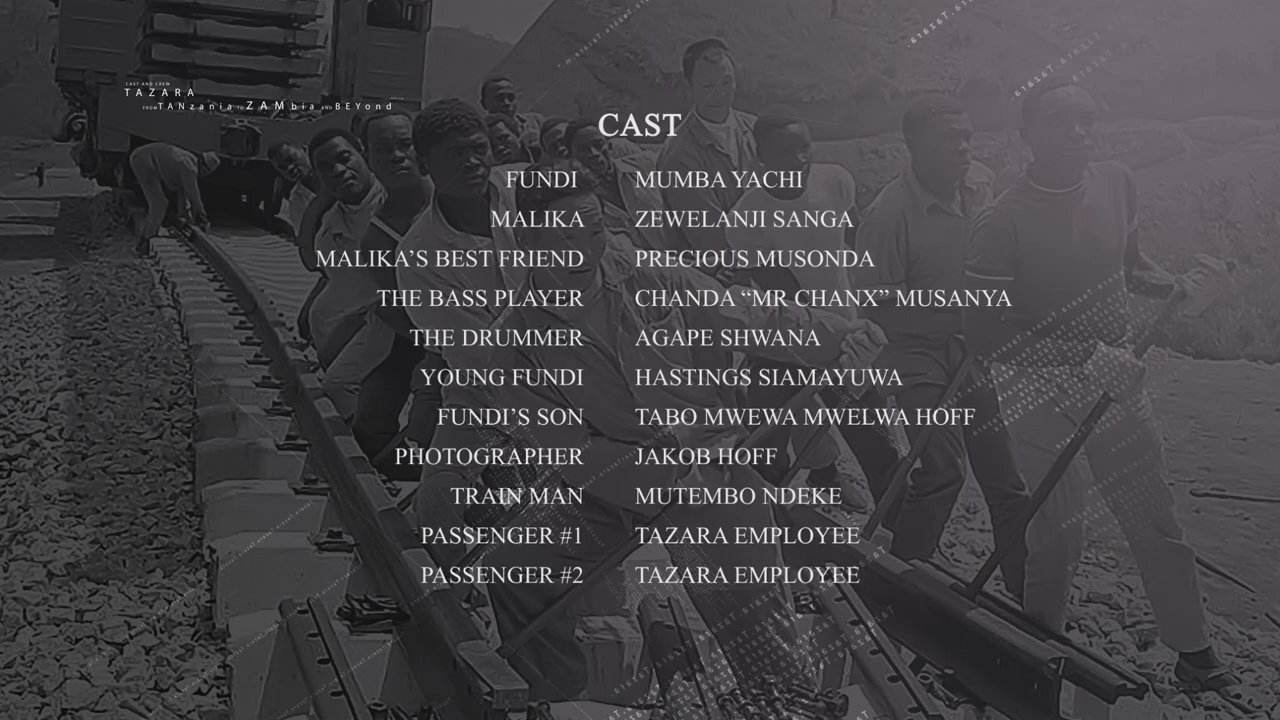 CAST AND CREW
TAZARA
FROM TANzania TO ZAMbia AND BEYond
CAST
FUNDI MUMBA YACHI
MALIKA ZEWELANJI SANGA
MALIKA’S BEST FRIEND PRECIOUS MUSONDA
THE BASS PLAYER CHANDA “MR CHANX” MUSANYA
THE DRUMMER AGAPE SHWANA
YOUNG FUNDI HASTINGS SIAMAYUWA
FUNDI’S SON TABO MWEWA MWELWA HOFF
PHOTOGRAPHER JAKOB HOFF
TRAIN MAN MUTEMBO NDEKE
PASSENGER #1 TAZARA EMPLOYEE
PASSENGER #2 TAZARA EMPLOYEE